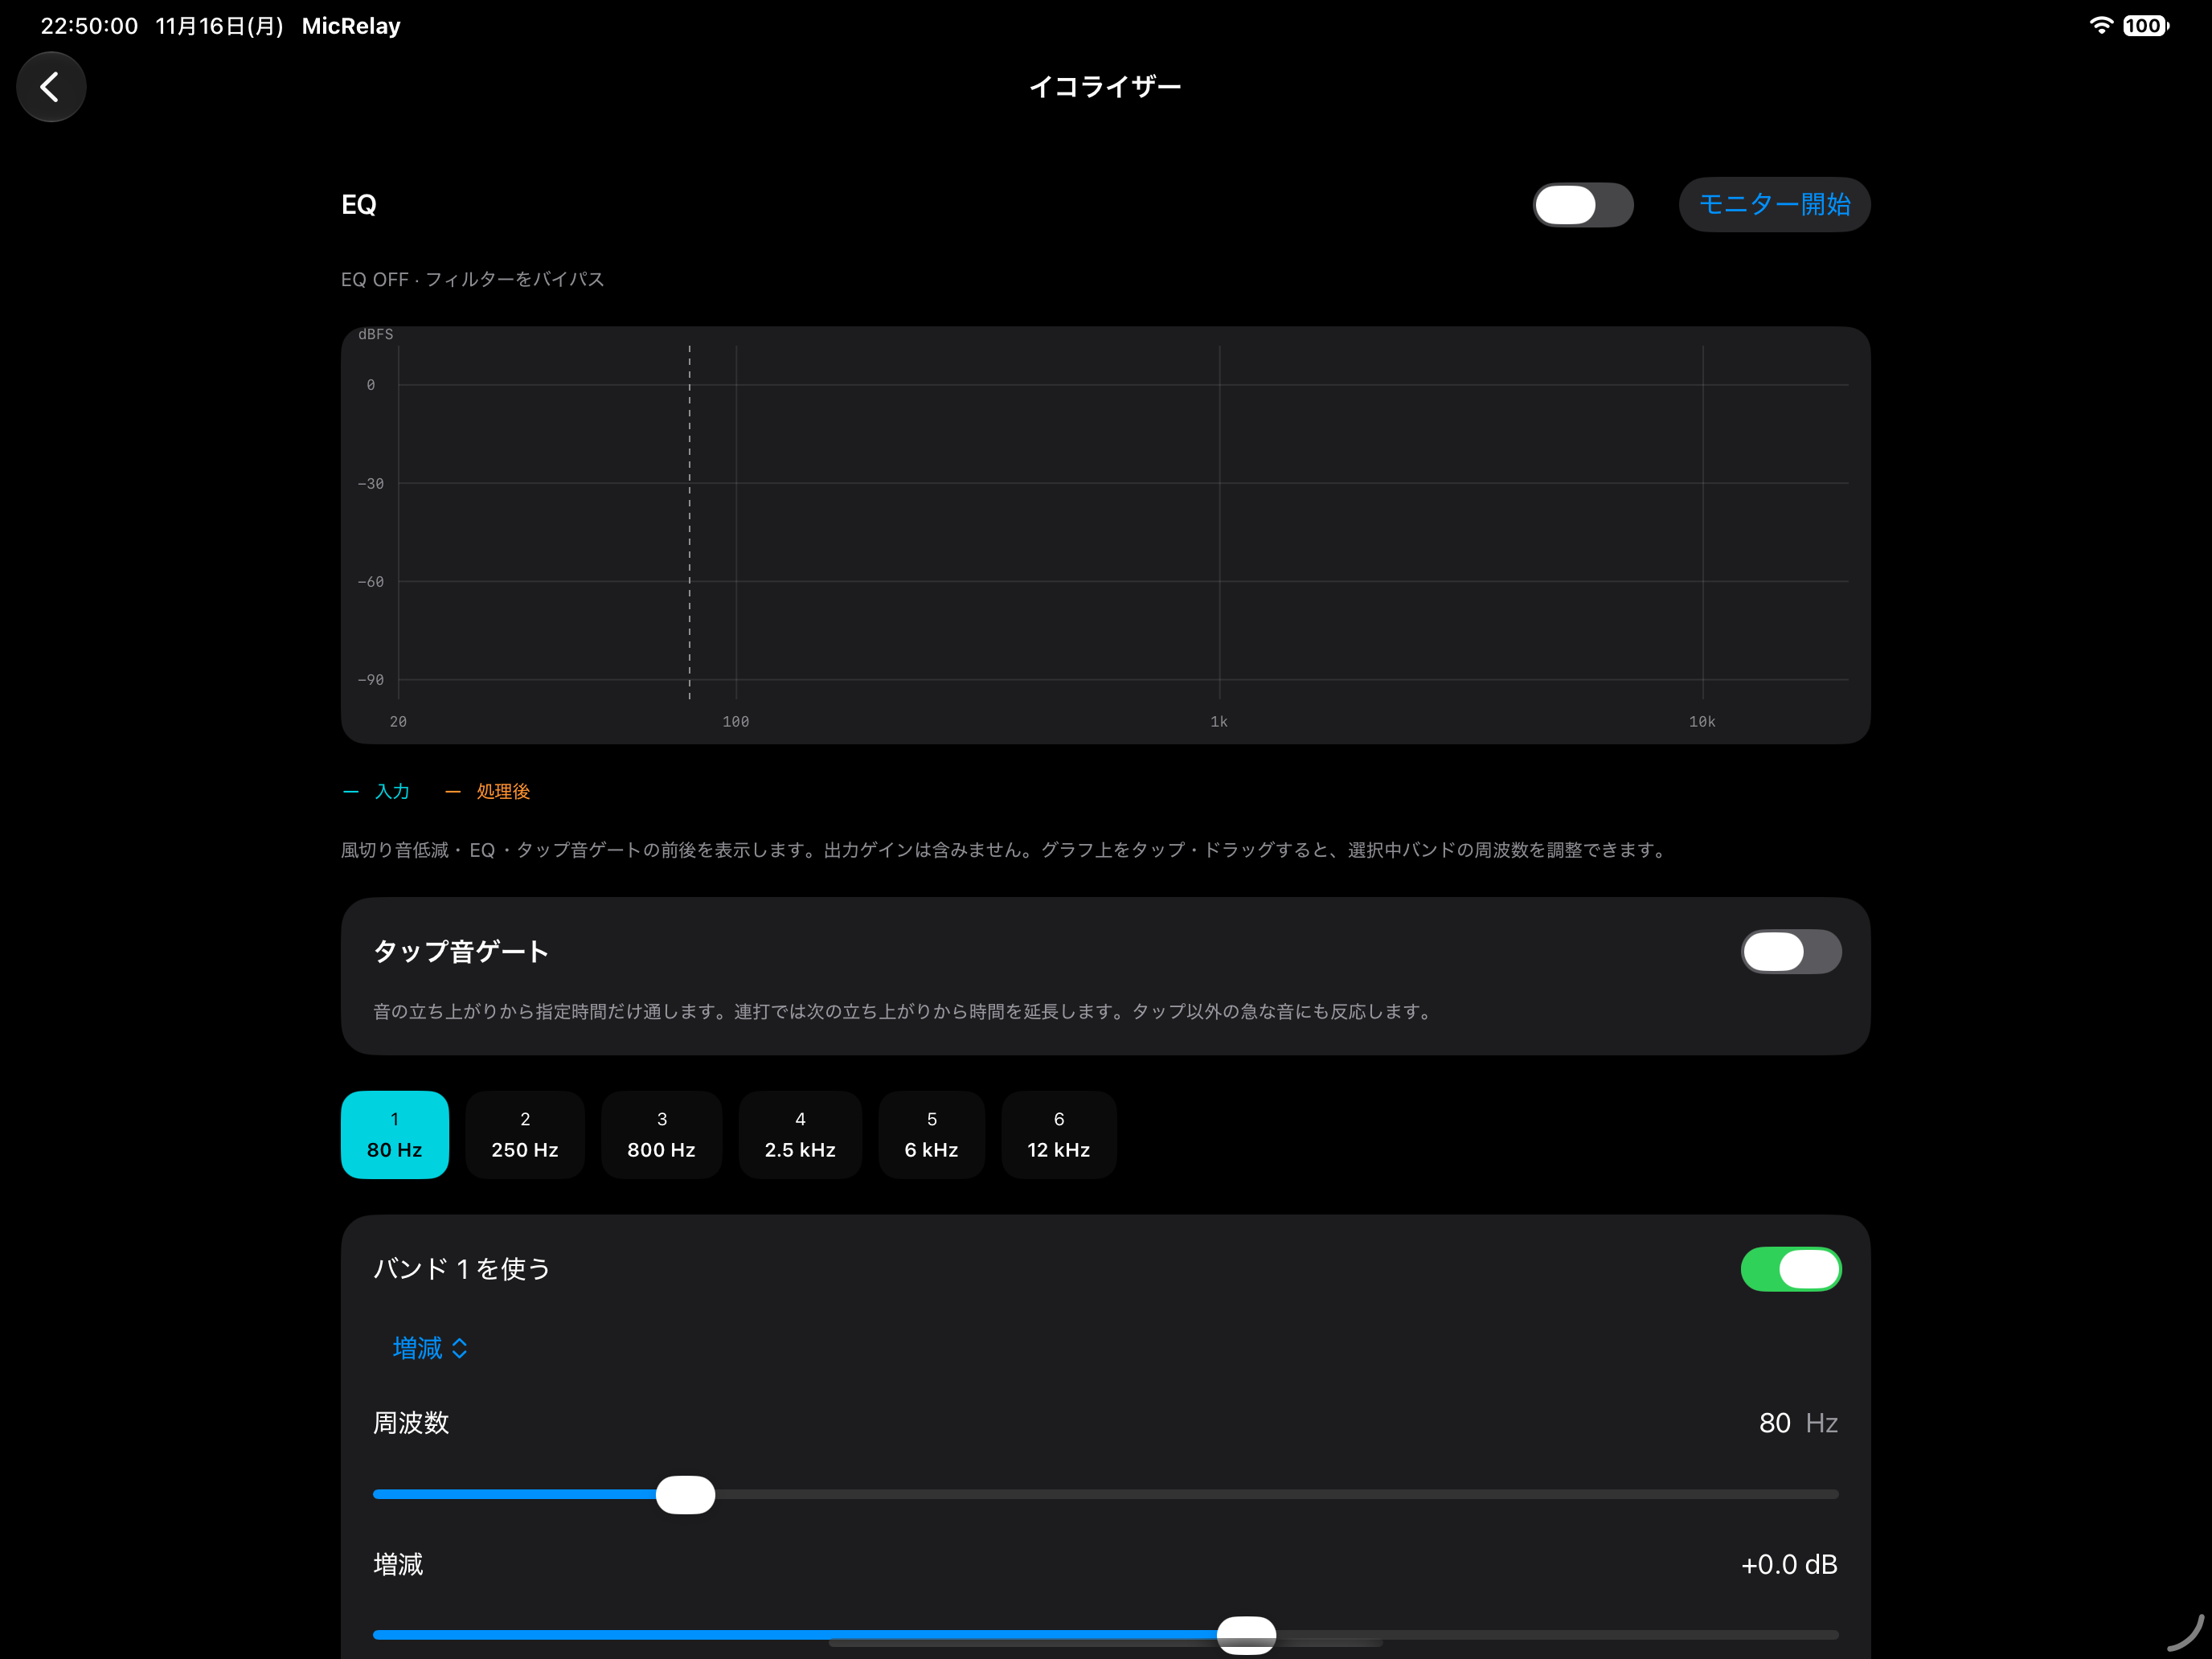 22:50:00 11月16日(月) MicRelay 100
イコライザー
EQ モニター開始
EQ OFF · フィルターをバイパス
dBFS
0
−30
−60
−90
20 100 1k 10k
入力 処理後
風切り音低減・EQ・タップ音ゲートの前後を表示します。出力ゲインは含みません。グラフ上をタップ・ドラッグすると、選択中バンドの周波数を調整できます。
タップ音ゲート
音の立ち上がりから指定時間だけ通します。連打では次の立ち上がりから時間を延長します。タップ以外の急な音にも反応します。
1 2 3 4 5 6
80 Hz 250 Hz 800 Hz 2.5 kHz 6 kHz 12 kHz
バンド 1 を使う
増減
周波数 80 Hz
増減 +0.0 dB